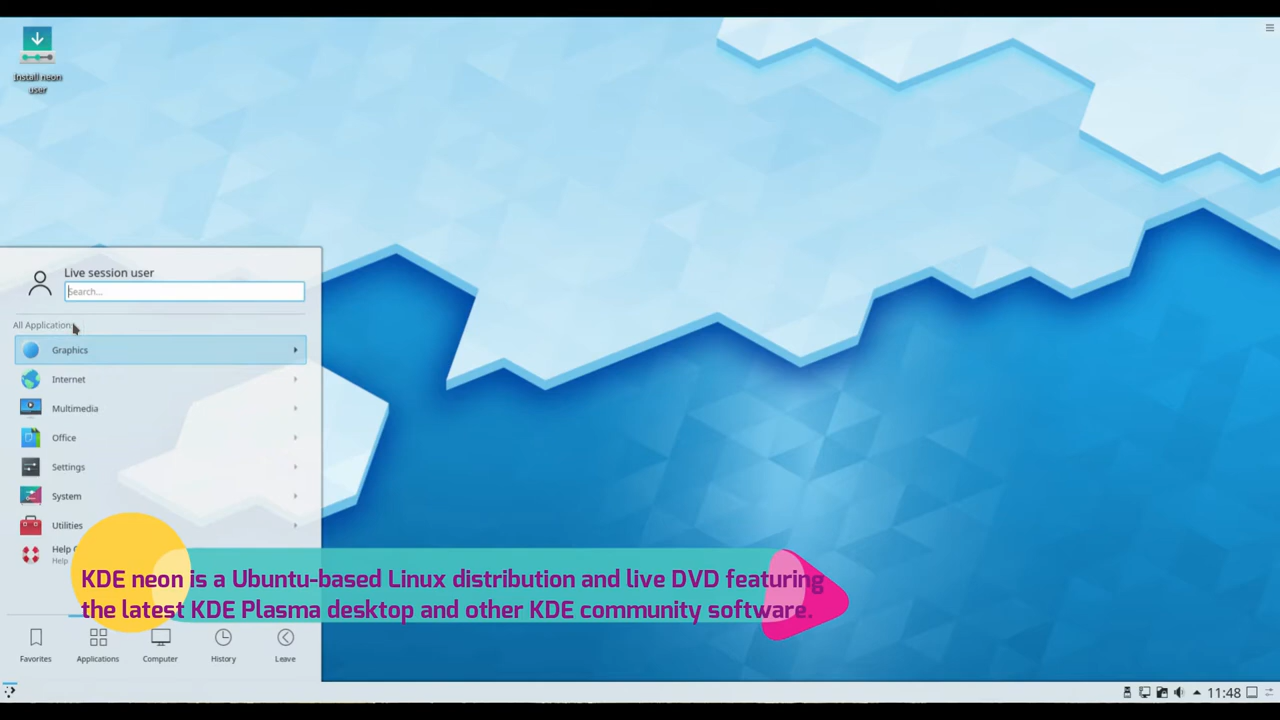 Install neon
user
Live session user
Search...
All Applications
Graphics
Internet
Multimedia
Office
Settings
System
Utilities
Help
Help
KDE neon is a Ubuntu-based Linux distribution and live DVD featuring
the latest KDE Plasma desktop and other KDE community software.
Favorites
Applications
Computer
History
Leave
11:48